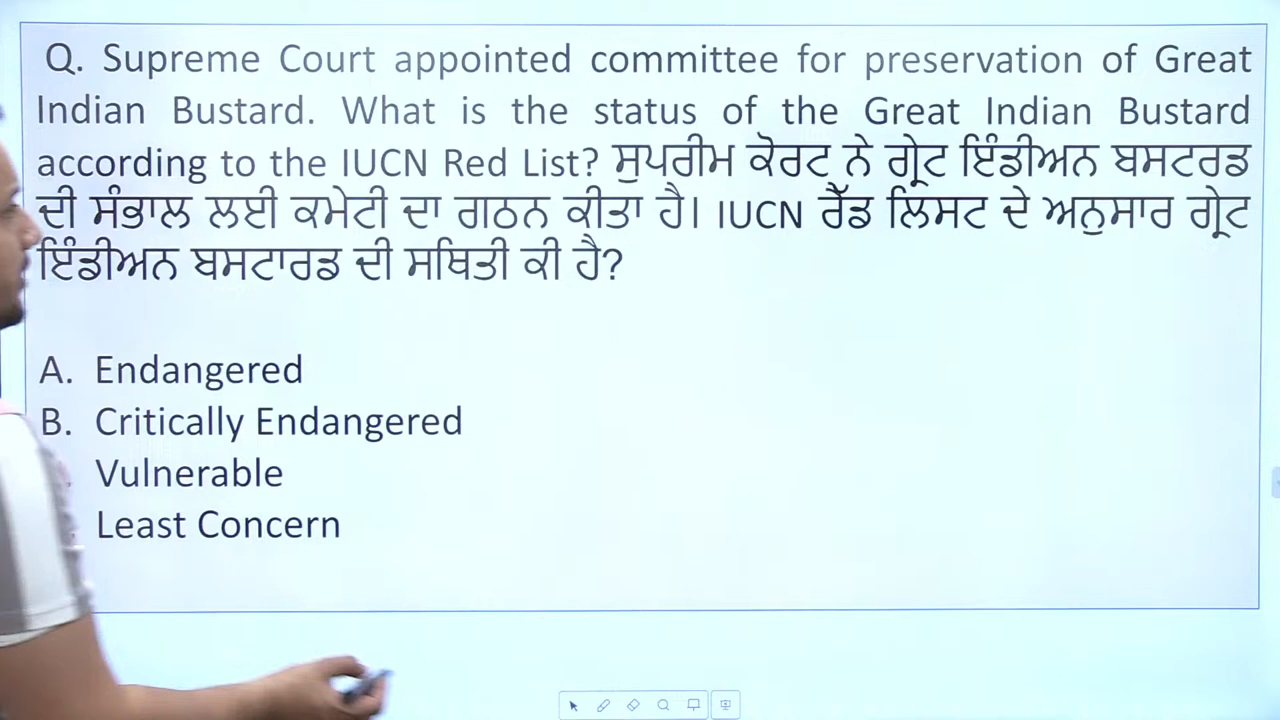 Q. Supreme Court appointed committee for preservation of Great
Indian Bustard. What is the status of the Great Indian Bustard
according to the IUCN Red List? ਸੁਪਰੀਮ ਕੋਰਟ ਨੇ ਗ੍ਰੇਟ ਇੰਡੀਅਨ ਬਸਟਰਡ
ਦੀ ਸੰਭਾਲ ਲਈ ਕਮੇਟੀ ਦਾ ਗਠਨ ਕੀਤਾ ਹੈ। IUCN ਰੈੱਡ ਲਿਸਟ ਦੇ ਅਨੁਸਾਰ ਗ੍ਰੇਟ
ਇੰਡੀਅਨ ਬਸਟਾਰਡ ਦੀ ਸਥਿਤੀ ਕੀ ਹੈ?
A. Endangered
B. Critically Endangered
Vulnerable
Least Concern